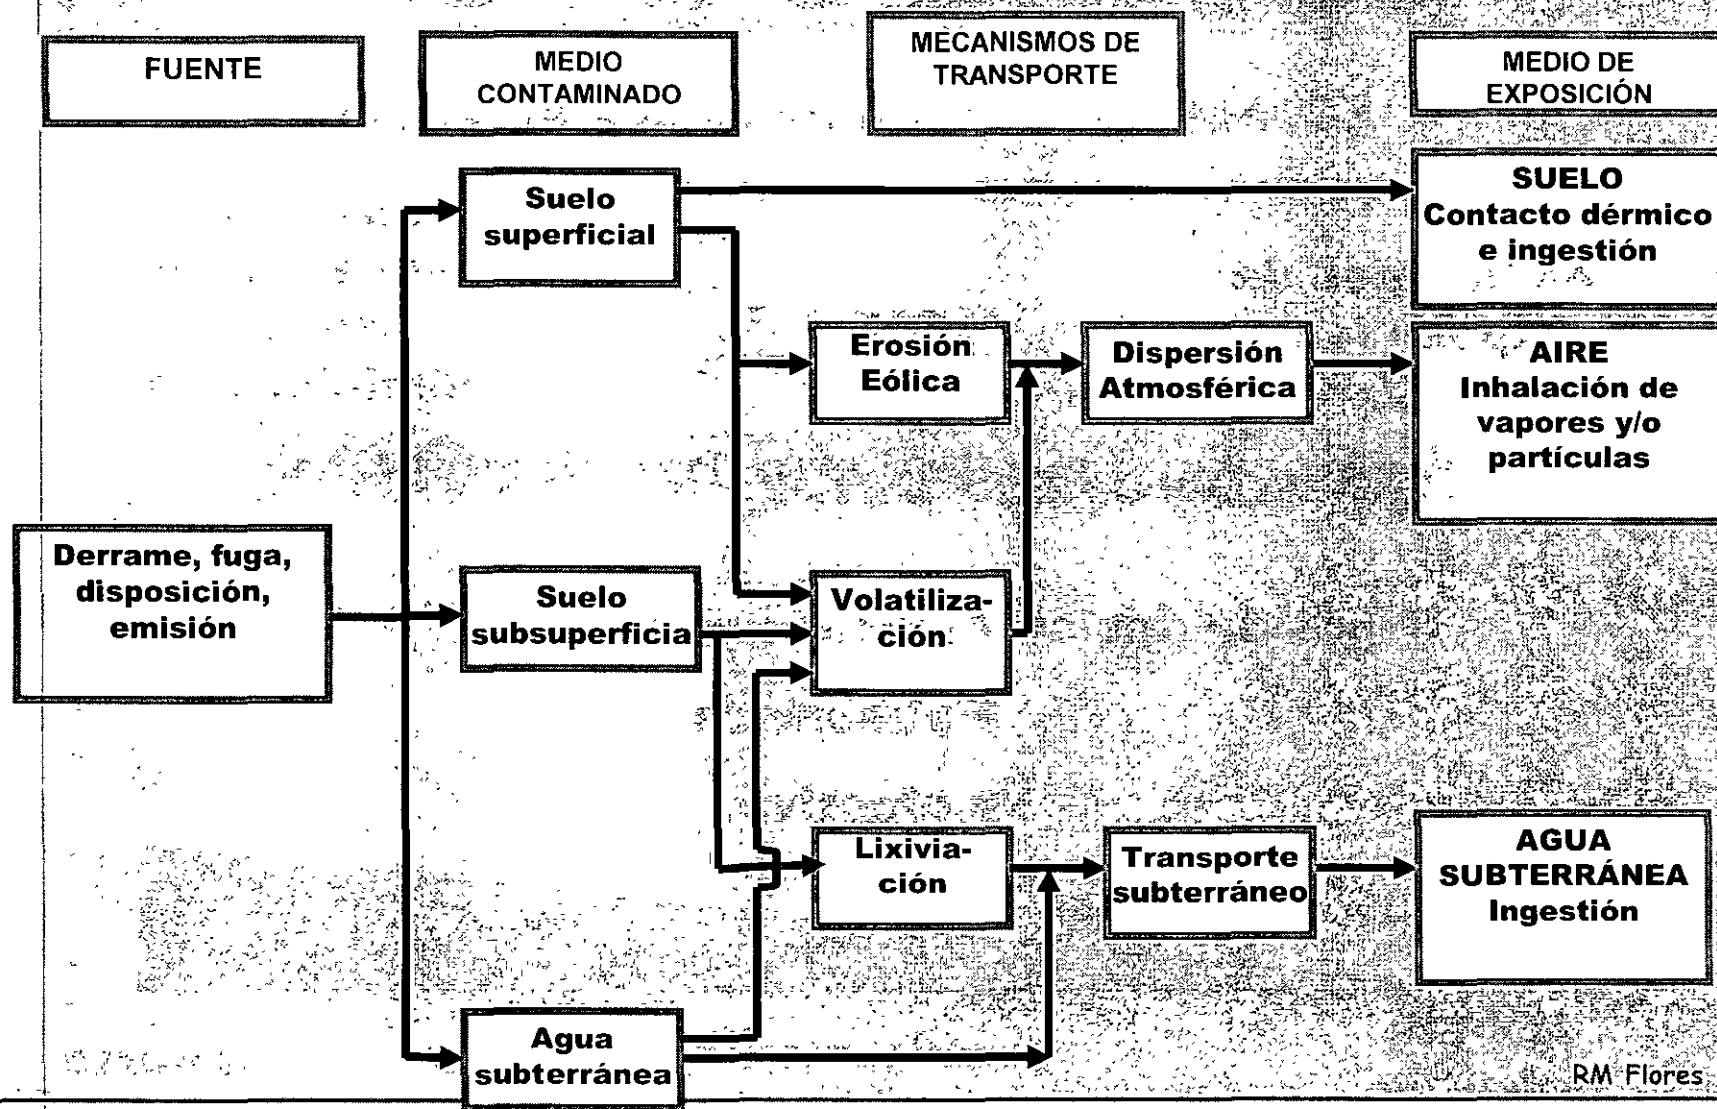 FUENTE
MEDIO
CONTAMINADO
MECANISMOS DE
TRANSPORTE
MEDIO DE
EXPOSICIÓN
Suelo
superficial
SUELO
Contacto dérmico
e ingestión
Erosión
Eólica
Dispersión
Atmosférica
AIRE
Inhalación de
vapores y/o
partículas
Derrame, fuga,
disposición,
emisión
Suelo
subsuperficia
Volatiliza-
ción
Lixivia-
ción
Transporte
subterráneo
AGUA
SUBTERRÁNEA
Ingestión
Agua
subterránea
RM Flores